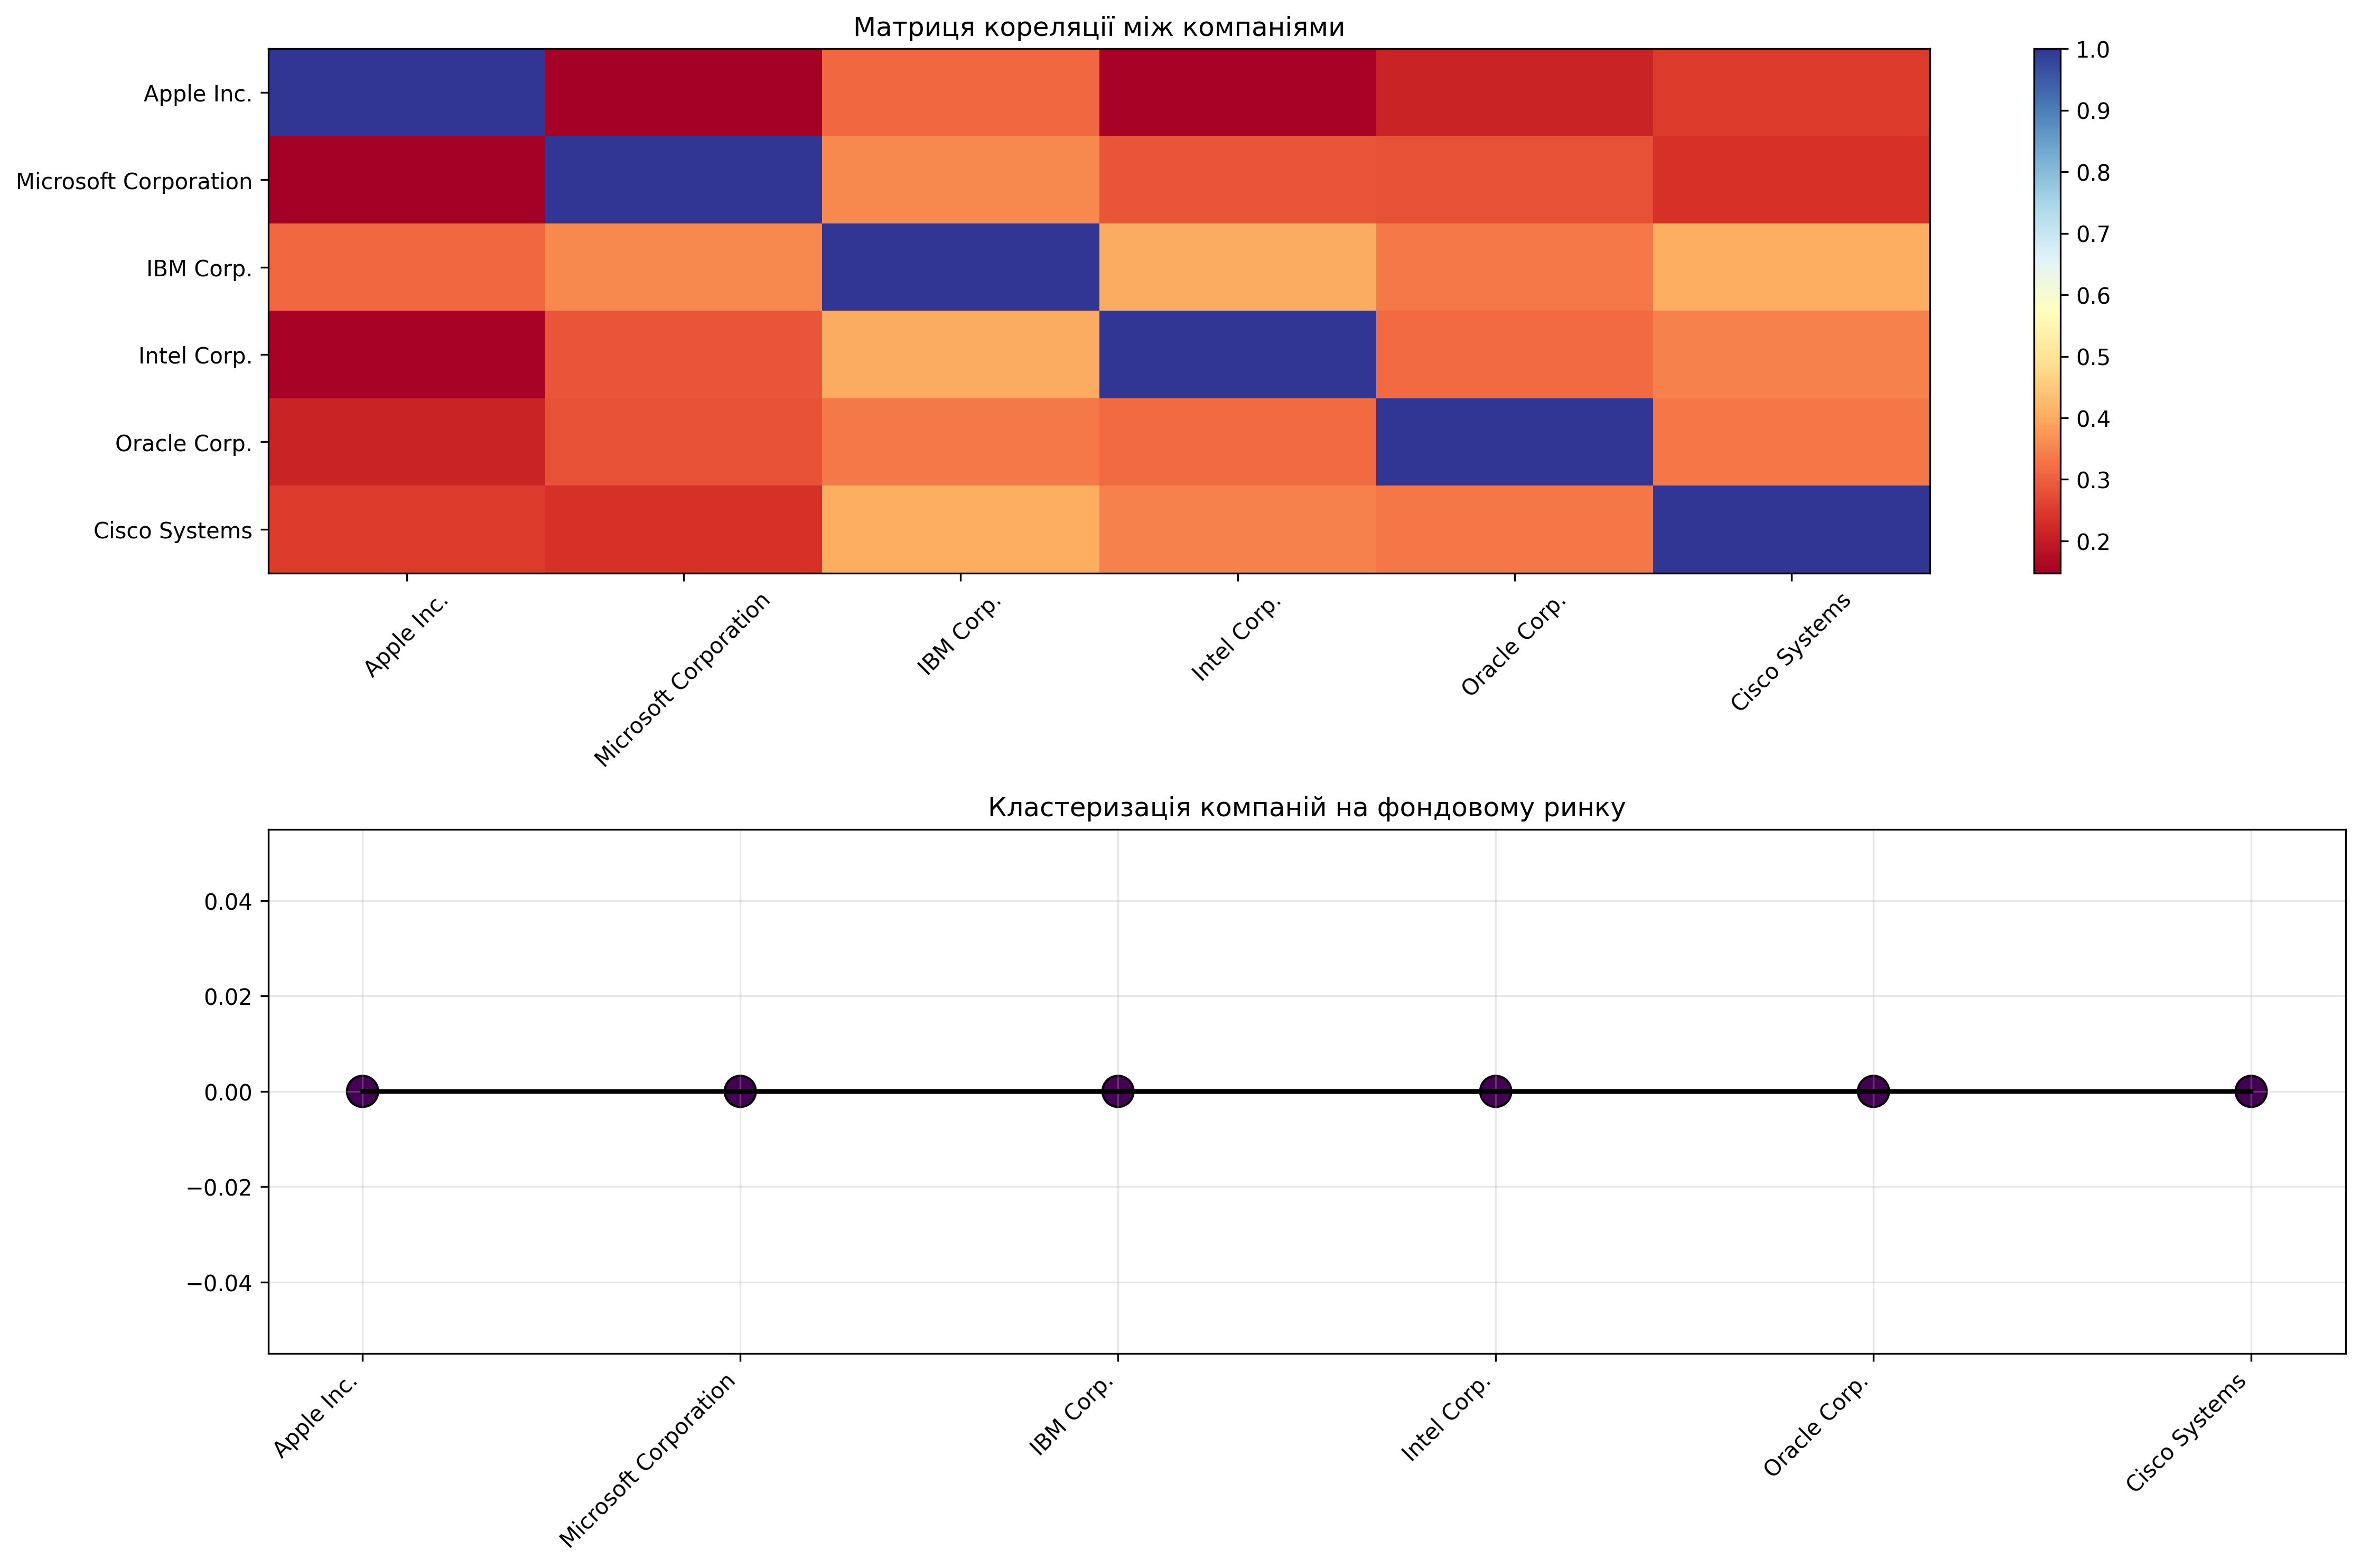 Матриця кореляції між компаніями
Apple Inc.
Microsoft Corporation
IBM Corp.
Intel Corp.
Oracle Corp.
Cisco Systems
1.0
0.9
0.8
0.7
0.6
0.5
0.4
0.3
0.2
Apple Inc.
Microsoft Corporation
IBM Corp.
Intel Corp.
Oracle Corp.
Cisco Systems
Кластеризація компаній на фондовому ринку
0.04
0.02
0.00
−0.02
−0.04
Apple Inc.
Microsoft Corporation
IBM Corp.
Intel Corp.
Oracle Corp.
Cisco Systems